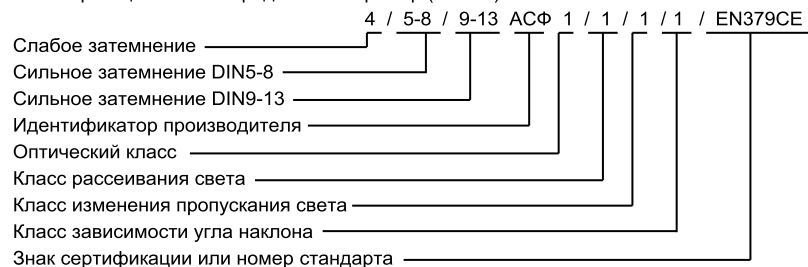 4 / 5-8 / 9-13 АСФ 1 / 1 / 1 / 1 / EN379CE
Слабое затемнение
Сильное затемнение DIN5-8
Сильное затемнение DIN9-13
Идентификатор производителя
Оптический класс
Класс рассеивания света
Класс изменения пропускания света
Класс зависимости угла наклона
Знак сертификации или номер стандарта